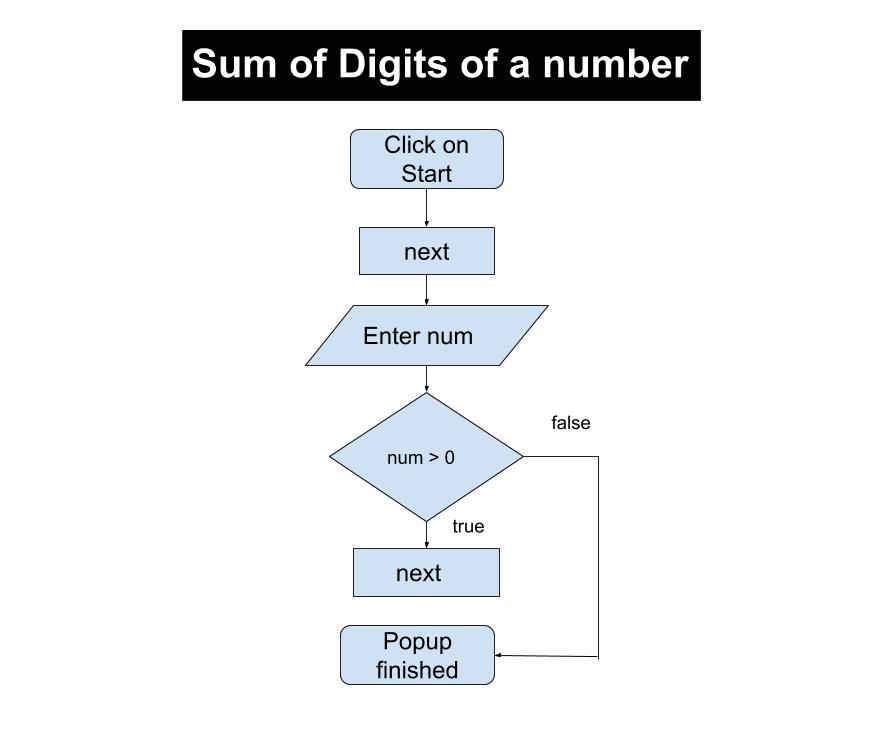 Sum of Digits of a number
Click on
Start
next
Enter num
false
num > 0
true
next
Popup
finished